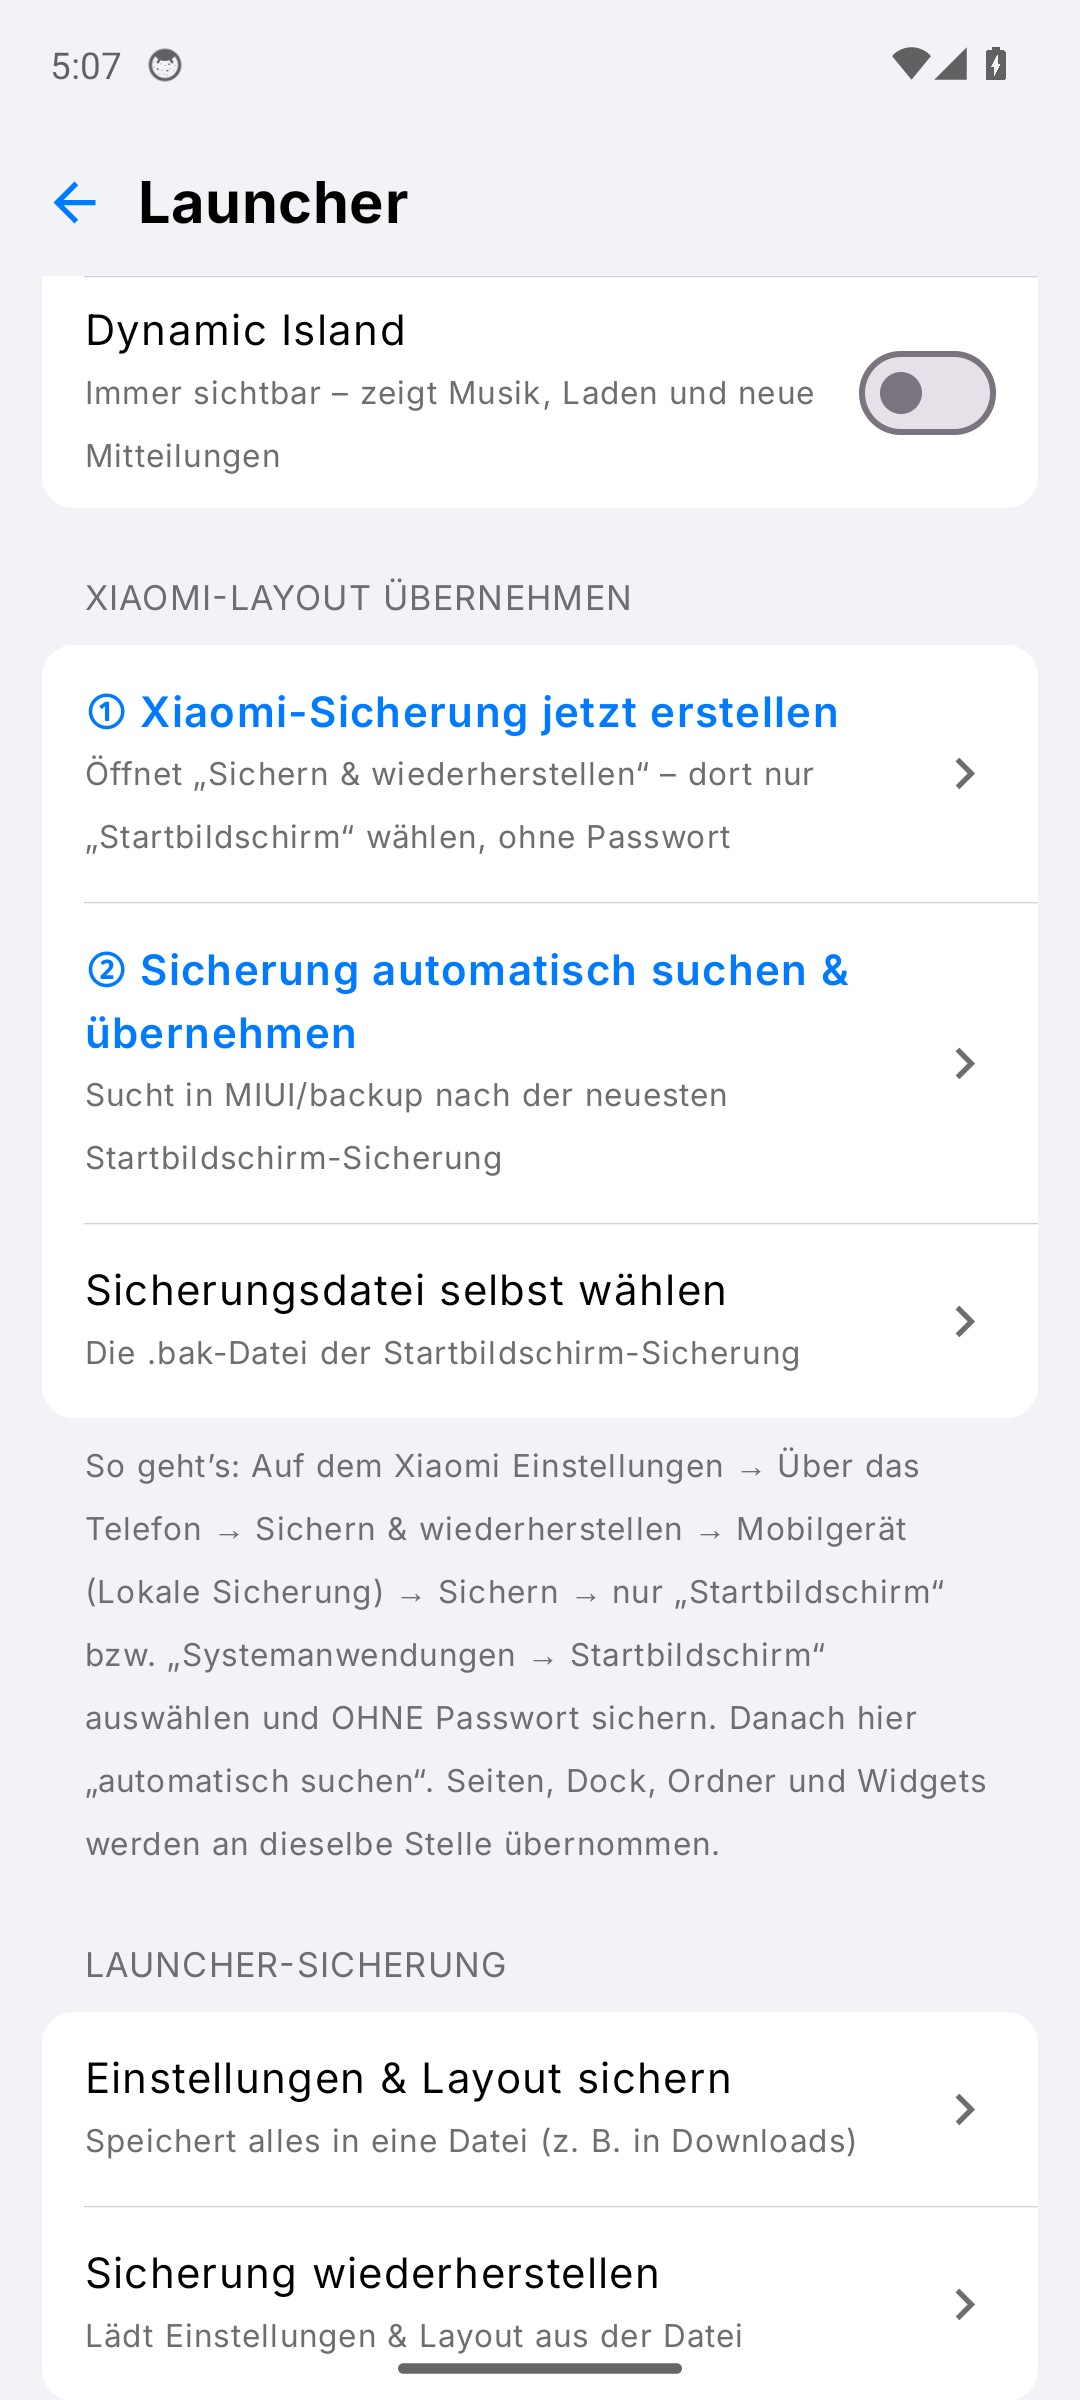 5:07
Launcher
Dynamic Island
Immer sichtbar – zeigt Musik, Laden und neue
Mitteilungen
XIAOMI-LAYOUT ÜBERNEHMEN
① Xiaomi-Sicherung jetzt erstellen
Öffnet „Sichern & wiederherstellen“ – dort nur
„Startbildschirm“ wählen, ohne Passwort
② Sicherung automatisch suchen &
übernehmen
Sucht in MIUI/backup nach der neuesten
Startbildschirm-Sicherung
Sicherungsdatei selbst wählen
Die .bak-Datei der Startbildschirm-Sicherung
So geht’s: Auf dem Xiaomi Einstellungen → Über das
Telefon → Sichern & wiederherstellen → Mobilgerät
(Lokale Sicherung) → Sichern → nur „Startbildschirm“
bzw. „Systemanwendungen → Startbildschirm“
auswählen und OHNE Passwort sichern. Danach hier
„automatisch suchen“. Seiten, Dock, Ordner und Widgets
werden an dieselbe Stelle übernommen.
LAUNCHER-SICHERUNG
Einstellungen & Layout sichern
Speichert alles in eine Datei (z. B. in Downloads)
Sicherung wiederherstellen
Lädt Einstellungen & Layout aus der Datei